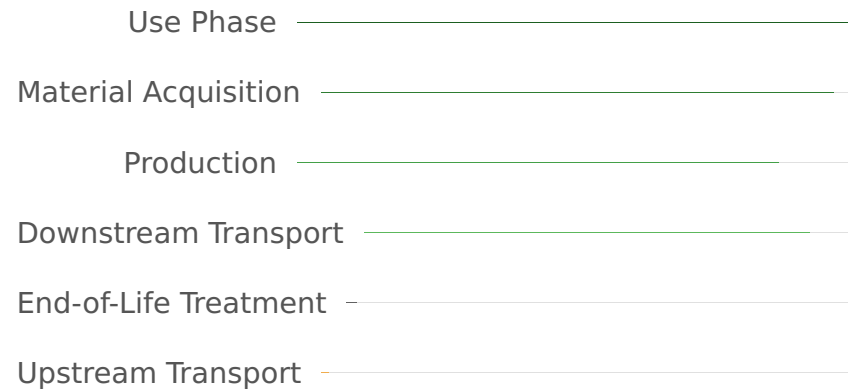 Use Phase
Material Acquisition
Production
Downstream Transport
End-of-Life Treatment
Upstream Transport